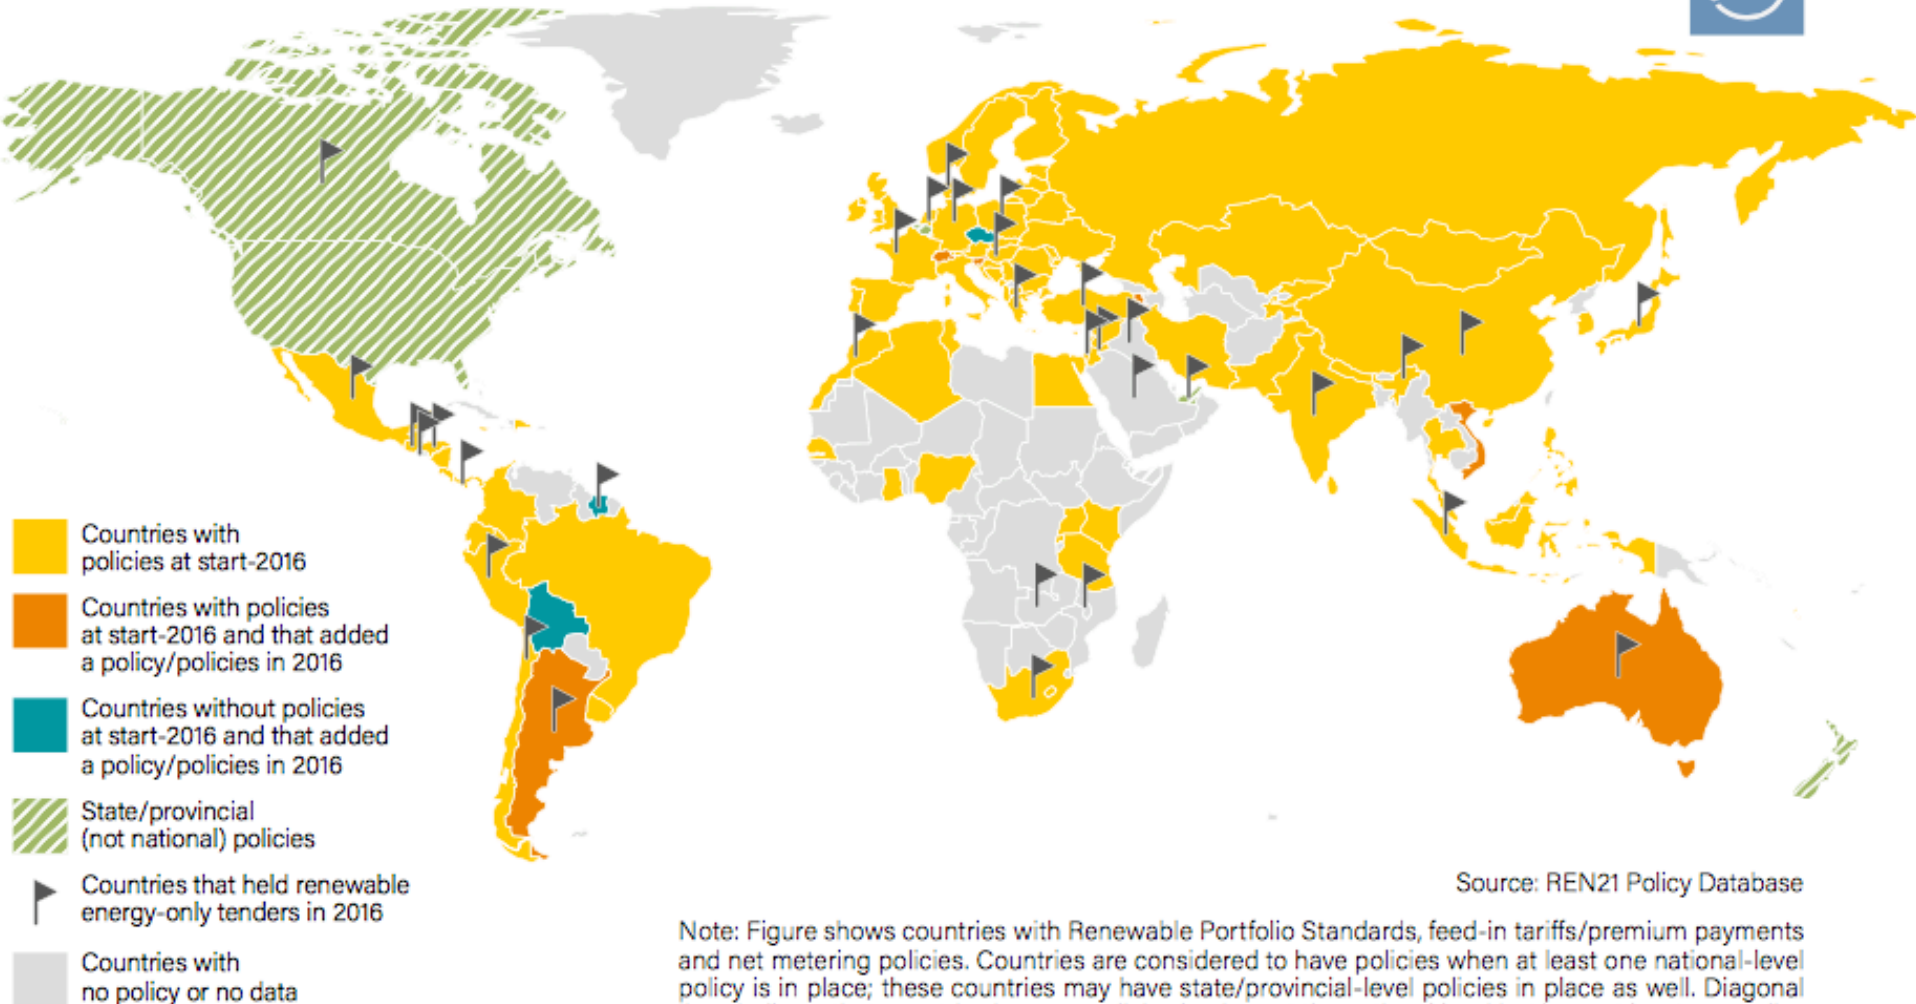 Countries with
policies at start-2016
Countries with policies
at start-2016 and that added
a policy/policies in 2016
Countries without policies
at start-2016 and that added
a policy/policies in 2016
State/provincial
(not national) policies
Countries that held renewable
energy-only tenders in 2016
Countries with
no policy or no data
Source: REN21 Policy Database
Note: Figure shows countries with Renewable Portfolio Standards, feed-in tariffs/premium payments
and net metering policies. Countries are considered to have policies when at least one national-level
policy is in place; these countries may have state/provincial-level policies in place as well. Diagonal